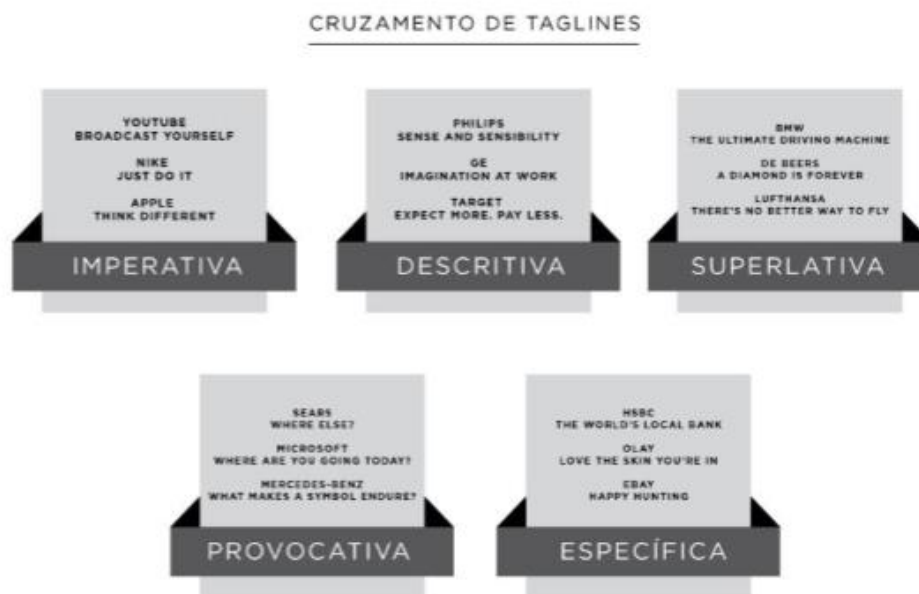 CRUZAMENTO DE TAGLINES
YOUTUBE
BROADCAST YOURSELF
NIKE
JUST DO IT
APPLE
THINK DIFFERENT
IMPERATIVA
PHILIPS
SENSE AND SENSIBILITY
GE
IMAGINATION AT WORK
TARGET
EXPECT MORE. PAY LESS.
DESCRITIVA
BMW
THE ULTIMATE DRIVING MACHINE
DE BEERS
A DIAMOND IS FOREVER
LUFTHANSA
THERE'S NO BETTER WAY TO FLY
SUPERLATIVA
SEARS
WHERE ELSE?
MICROSOFT
WHERE ARE YOU GOING TODAY?
MERCEDES-BENZ
WHAT MAKES A SYMBOL ENDURE?
PROVOCATIVA
HSBC
THE WORLD'S LOCAL BANK
OLAY
LOVE THE SKIN YOU'RE IN
EBAY
HAPPY HUNTING
ESPECÍFICA